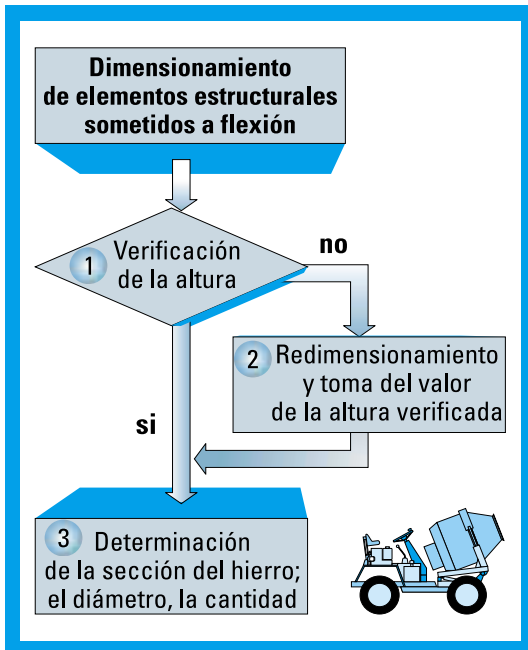 Dimensionamiento
de elementos estructurales
sometidos a flexión
1 Verificación
de la altura
no
2 Redimensionamiento
y toma del valor
de la altura verificada
si
3 Determinación
de la sección del hierro;
el diámetro, la cantidad